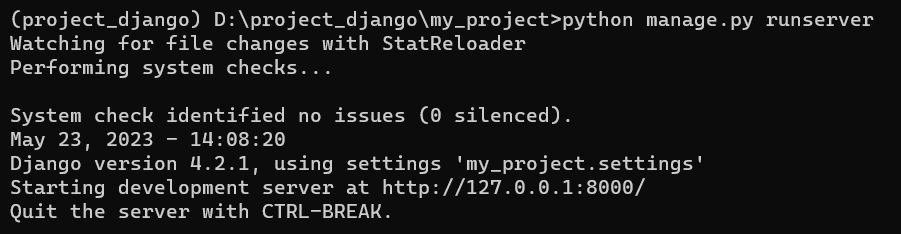 (project_django) D:\project_django\my_project>python manage.py runserver
Watching for file changes with StatReloader
Performing system checks...
System check identified no issues (0 silenced).
May 23, 2023 - 14:08:20
Django version 4.2.1, using settings 'my_project.settings'
Starting development server at http://127.0.0.1:8000/
Quit the server with CTRL-BREAK.